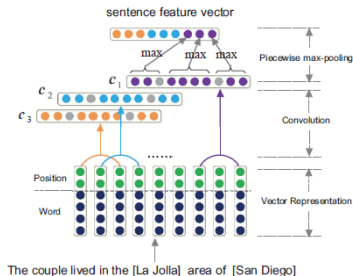 sentence feature vector
max max max
Piecewise max-pooling
c1
c2
c3
Convolution
......
Position
Word
Vector Representation
The couple lived in the [La Jolla] area of [San Diego]